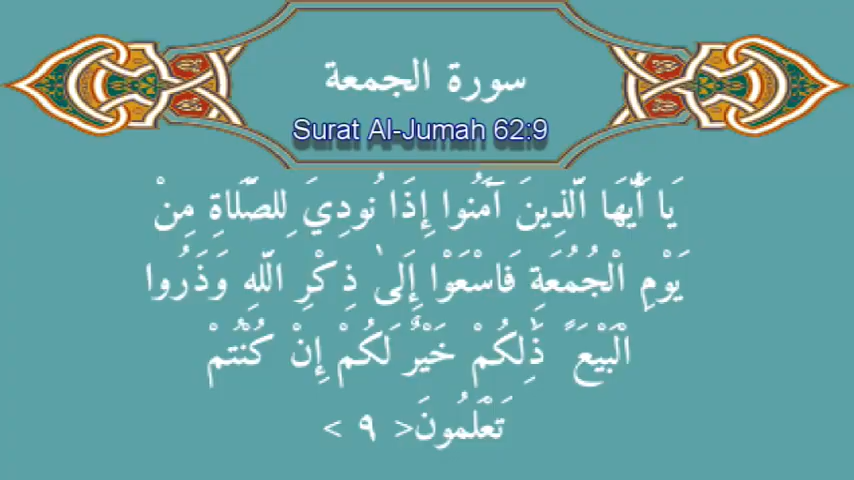 سورة الجمعة
Surat Al-Jumah 62:9
يَا أَيُّهَا الَّذِينَ آمَنُوا إِذَا نُودِيَ لِلصَّلَاةِ مِنْ
يَوْمِ الْجُمُعَةِ فَاسْعَوْا إِلَىٰ ذِكْرِ اللَّهِ وَذَرُوا
الْبَيْعَ ۚ ذَٰلِكُمْ خَيْرٌ لَكُمْ إِنْ كُنْتُمْ
تَعْلَمُونَ< ٩ >